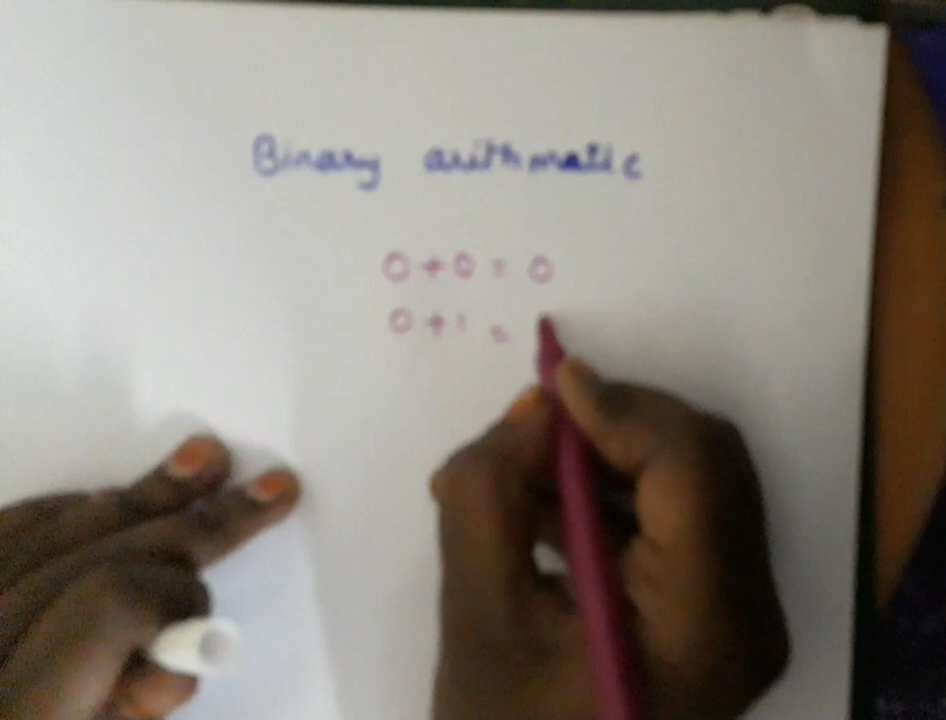 Binary arithmatic
0 + 0 = 0
0 + 1 =